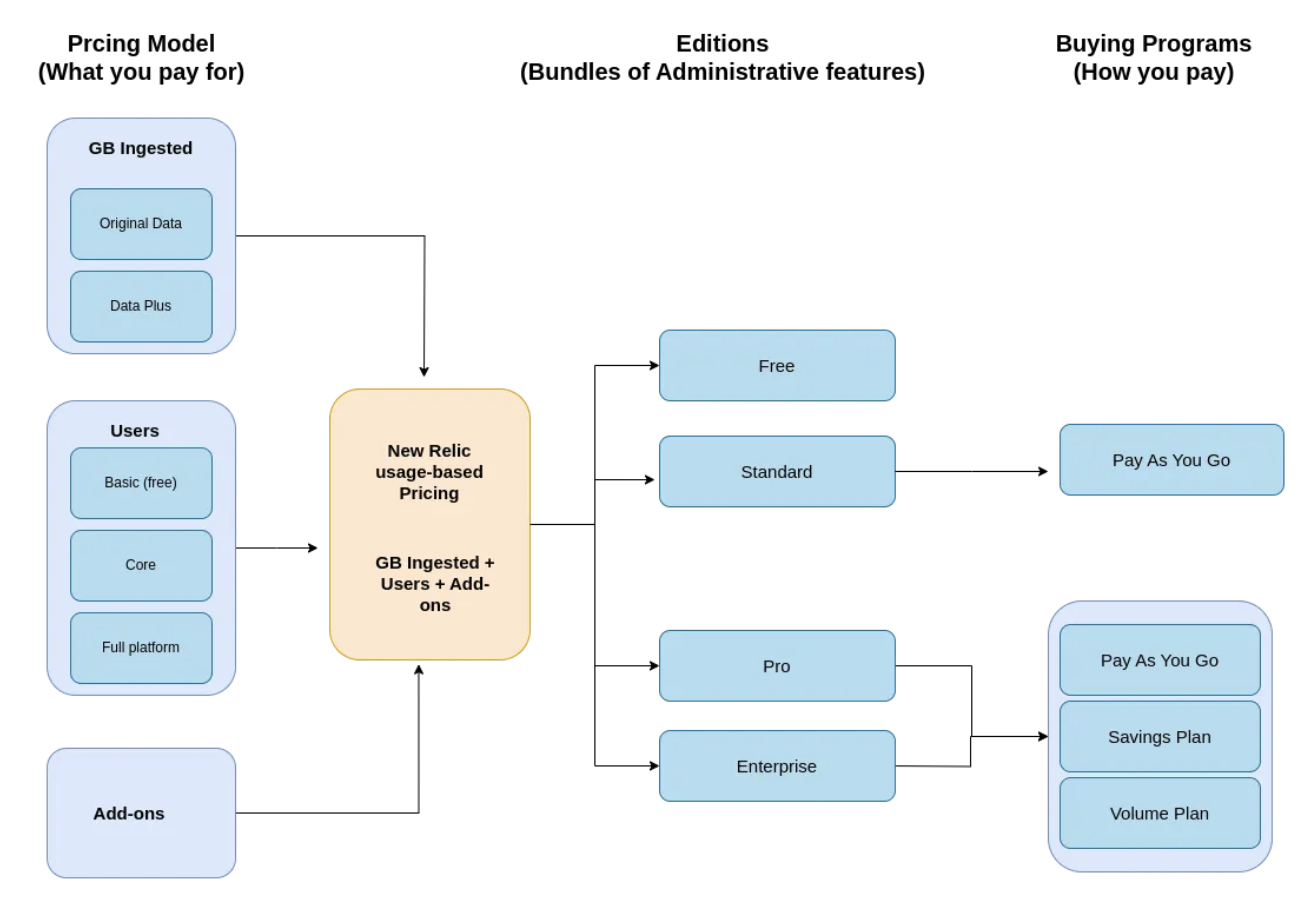 Prcing Model
(What you pay for)
Editions
(Bundles of Administrative features)
Buying Programs
(How you pay)
GB Ingested
Original Data
Data Plus
Users
Basic (free)
Core
Full platform
Add-ons
New Relic
usage-based
Pricing
GB Ingested +
Users + Add-
ons
Free
Standard
Pro
Enterprise
Pay As You Go
Pay As You Go
Savings Plan
Volume Plan